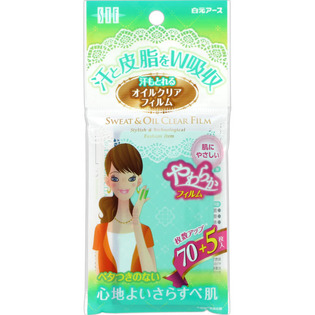 白元アース
汗と皮脂をW吸収
汗もとれる
オイルクリア
フィルム
SWEAT & OIL CLEAR FILM
肌に
やさしい
やわらか
フィルム
枚数アップ
70+5枚入
ベタつきのない
心地よいさらすべ肌